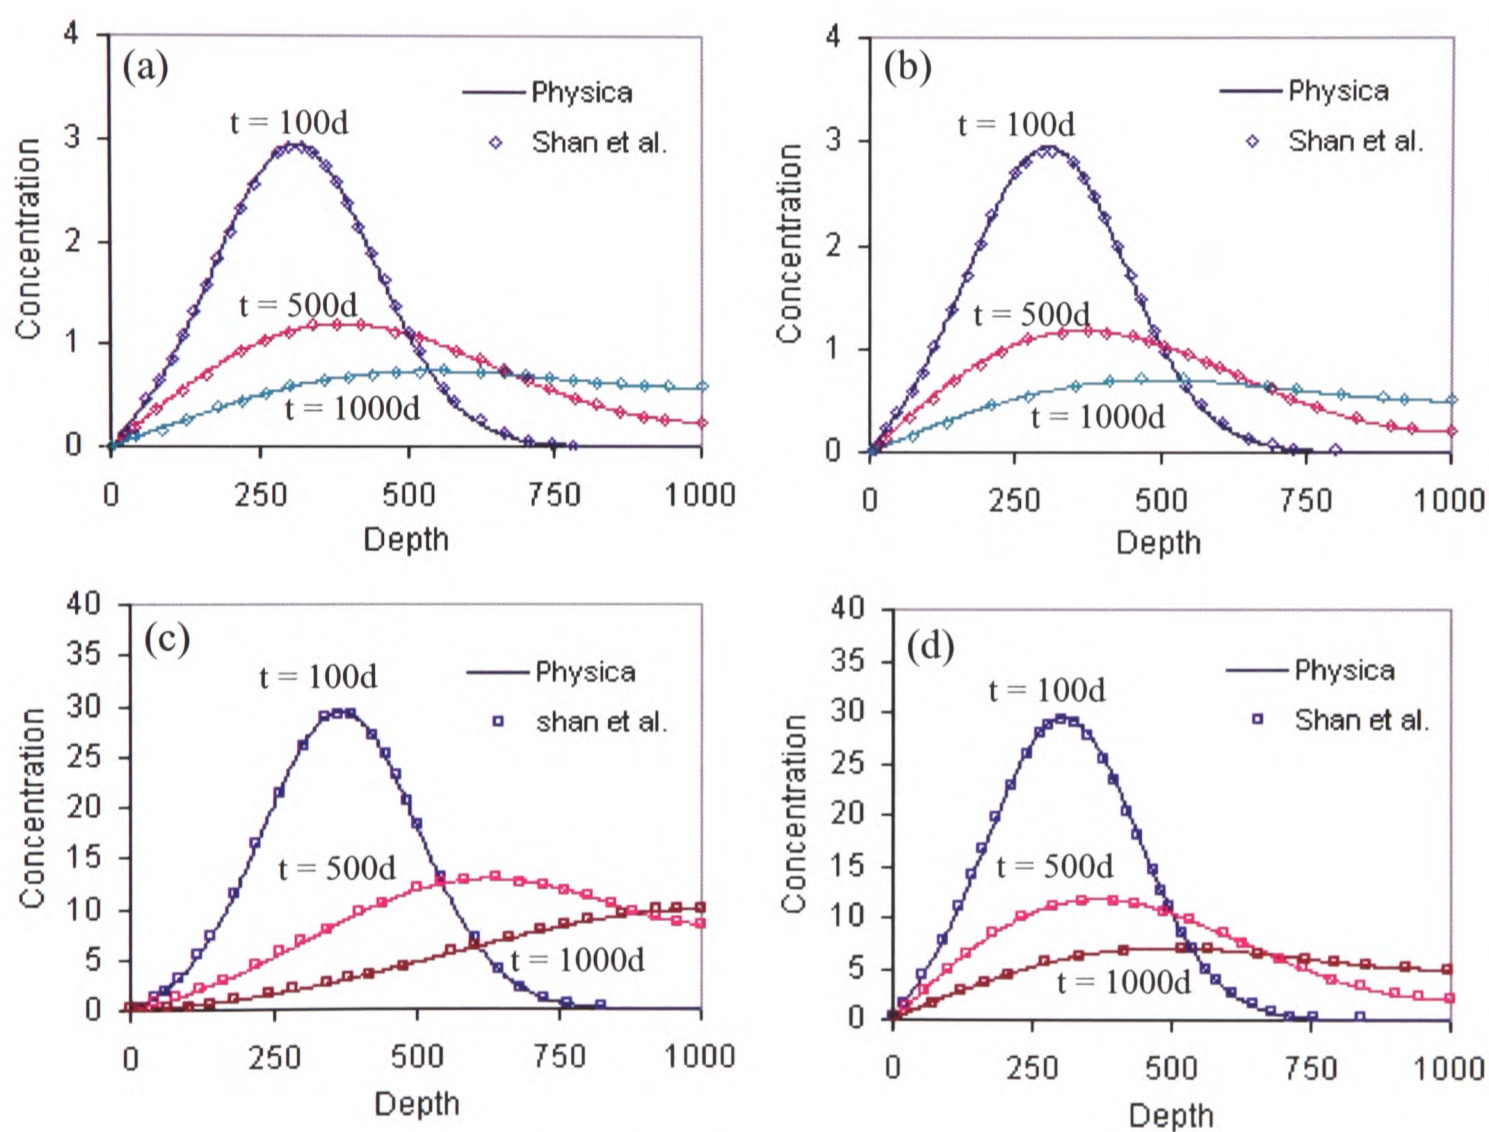 (a)
Physica
Shan et al.
t = 100d
t = 500d
t = 1000d
4
3
2
1
0
0 250 500 750 1000
Concentration
Depth
(b)
Physica
Shan et al.
t = 100d
t = 500d
t = 1000d
4
3
2
1
0
0 250 500 750 1000
Concentration
Depth
(c)
Physica
shan et al.
t = 100d
t = 500d
t = 1000d
40
35
30
25
20
15
10
5
0
0 250 500 750 1000
Concentration
Depth
(d)
Physica
Shan et al.
t = 100d
t = 500d
t = 1000d
40
35
30
25
20
15
10
5
0
0 250 500 750 1000
Concentration
Depth